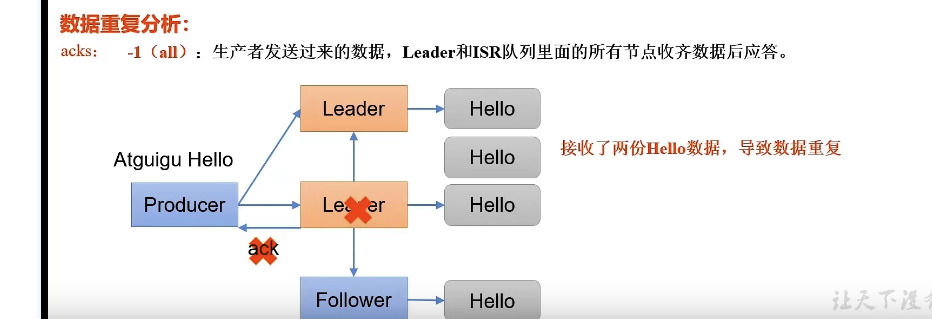 数据重复分析：
acks： -1（all）：生产者发送过来的数据，Leader和ISR队列里面的所有节点收齐数据后应答。
Leader
Hello
Atguigu Hello
Hello
接收了两份Hello数据，导致数据重复
Producer
Leader
Hello
ack
Follower
Hello
让天下没